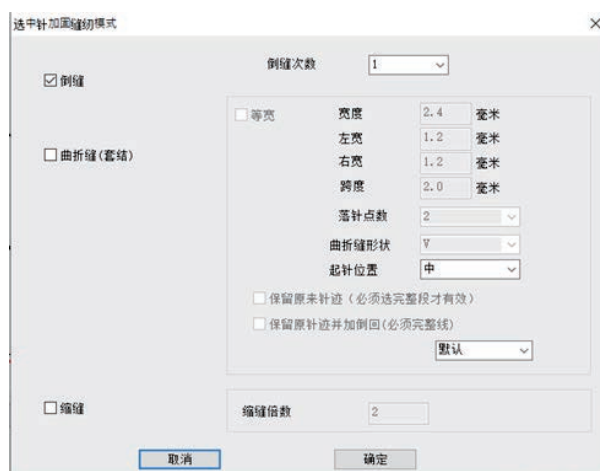 选中针加固缝纫模式
倒缝次数 1
倒缝
等宽 宽度 2.4 毫米
左宽 1.2 毫米
曲折缝(套结) 右宽 1.2 毫米
跨度 2.0 毫米
落针点数 2
曲折缝形状 V
起针位置 中
保留原来针迹(必须选完整段才有效)
保留原针迹并加倒回(必须完整线)
默认
缩缝 缩缝倍数 2
取消 确定